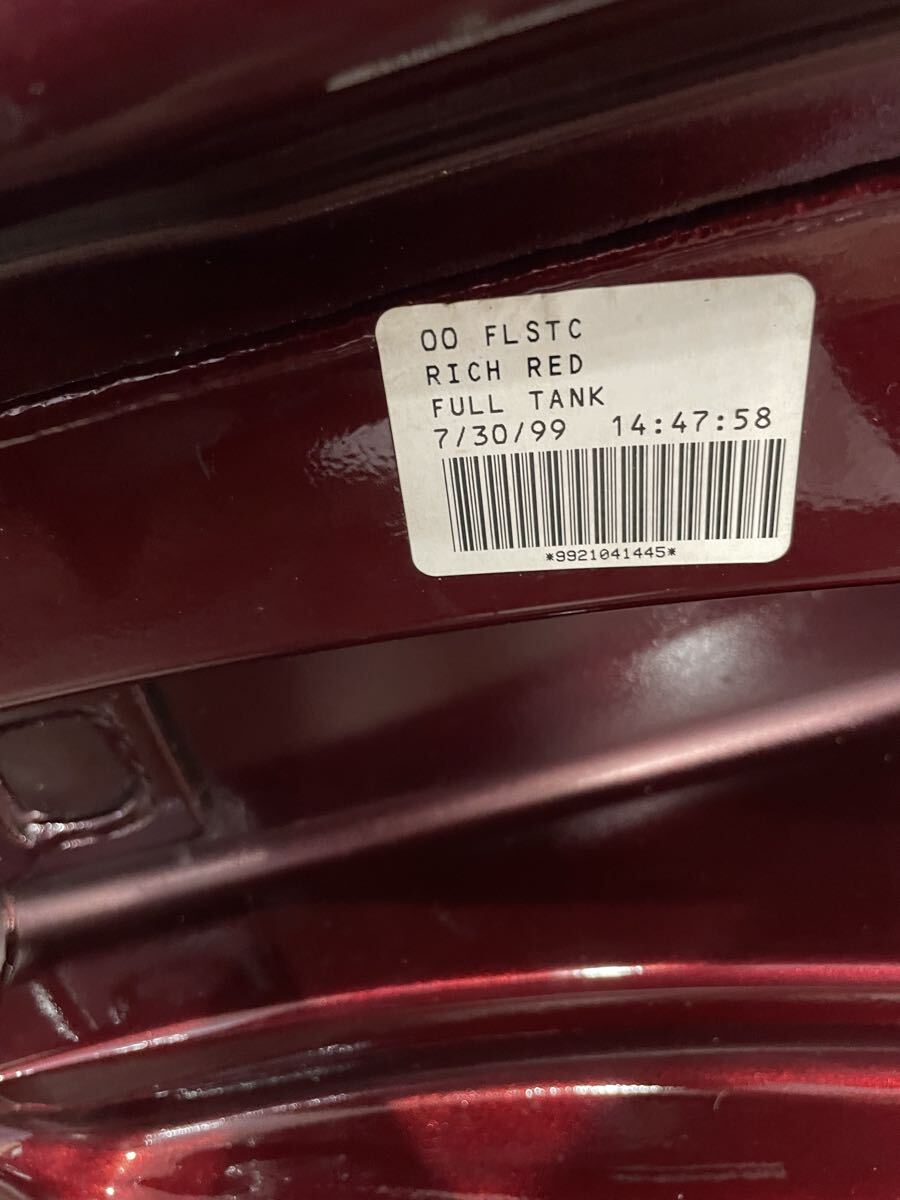 00 FLSTC
RICH RED
FULL TANK
7/30/99 14:47:58
*9921041445*